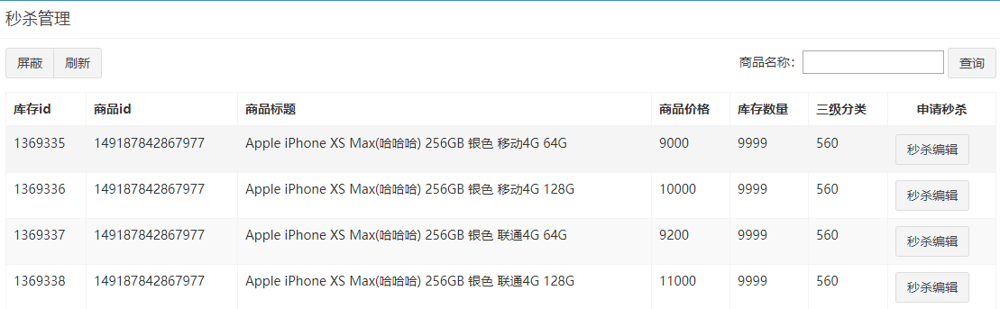 秒杀管理
屏蔽 刷新 商品名称: 查询
库存id 商品id 商品标题 商品价格 库存数量 三级分类 申请秒杀
1369335 149187842867977 Apple iPhone XS Max(哈哈哈) 256GB 银色 移动4G 64G 9000 9999 560 秒杀编辑
1369336 149187842867977 Apple iPhone XS Max(哈哈哈) 256GB 银色 移动4G 128G 10000 9999 560 秒杀编辑
1369337 149187842867977 Apple iPhone XS Max(哈哈哈) 256GB 银色 联通4G 64G 9200 9999 560 秒杀编辑
1369338 149187842867977 Apple iPhone XS Max(哈哈哈) 256GB 银色 联通4G 128G 11000 9999 560 秒杀编辑